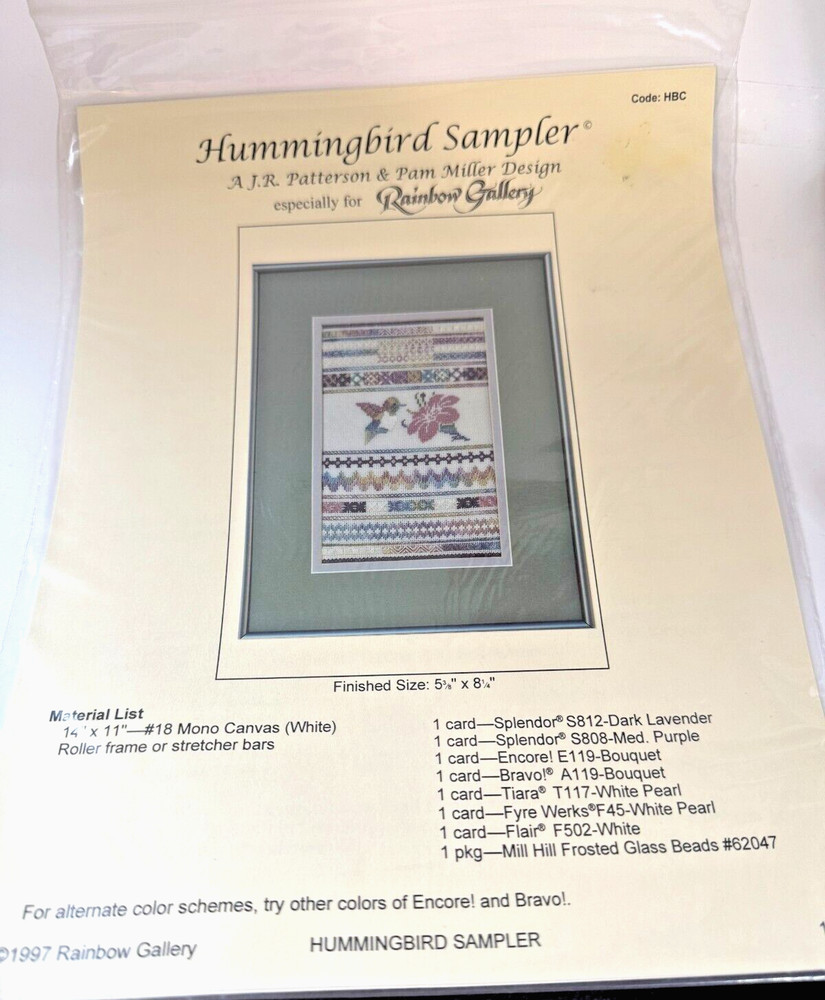 Code: HBC
Hummingbird Sampler©
A J.R. Patterson & Pam Miller Design
especially for Rainbow Gallery
Finished Size: 5⅜" x 8¼"
Material List
14" x 11"—#18 Mono Canvas (White)
Roller frame or stretcher bars
1 card—Splendor® S812-Dark Lavender
1 card—Splendor® S808-Med. Purple
1 card—Encore! E119-Bouquet
1 card—Bravo!® A119-Bouquet
1 card—Tiara® T117-White Pearl
1 card—Fyre Werks®F45-White Pearl
1 card—Flair® F502-White
1 pkg—Mill Hill Frosted Glass Beads #62047
For alternate color schemes, try other colors of Encore! and Bravo!.
©1997 Rainbow Gallery
HUMMINGBIRD SAMPLER
1